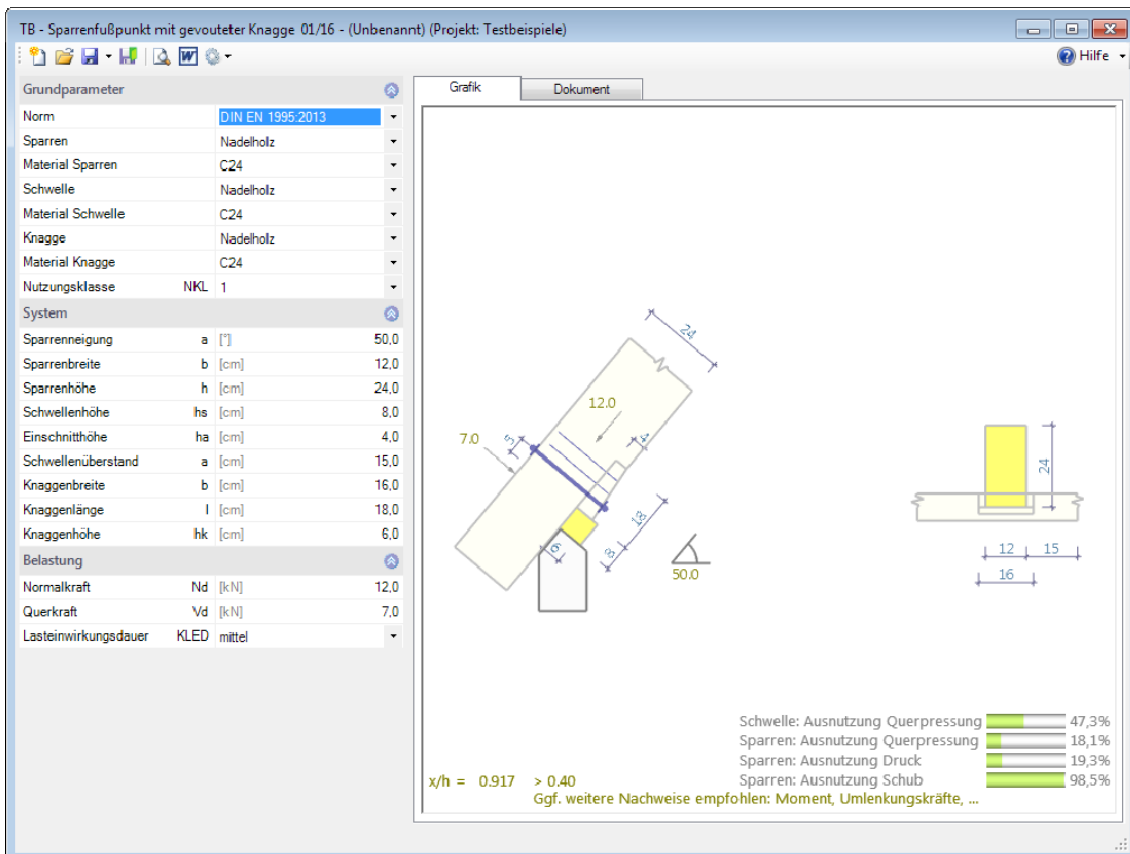 TB - Sparrenfußpunkt mit gevouteter Knagge 01/16 - (Unbenannt) (Projekt: Testbeispiele)
Hilfe
Grundparameter
Norm DIN EN 1995:2013
Sparren Nadelholz
Material Sparren C24
Schwelle Nadelholz
Material Schwelle C24
Knagge Nadelholz
Material Knagge C24
Nutzungsklasse NKL 1
System
Sparrenneigung a [°] 50,0
Sparrenbreite b [cm] 12,0
Sparrenhöhe h [cm] 24,0
Schwellenhöhe hs [cm] 8,0
Einschnitthöhe ha [cm] 4,0
Schwellenüberstand a [cm] 15,0
Knaggenbreite b [cm] 16,0
Knaggenlänge l [cm] 18,0
Knaggenhöhe hk [cm] 6,0
Belastung
Normalkraft Nd [kN] 12,0
Querkraft Vd [kN] 7,0
Lasteinwirkungsdauer KLED mittel
Grafik Dokument
24
12.0
7.0 5 4
18
8
6
50.0
24
12 15
16
Schwelle: Ausnutzung Querpressung 47,3%
Sparren: Ausnutzung Querpressung 18,1%
Sparren: Ausnutzung Druck 19,3%
Sparren: Ausnutzung Schub 98,5%
x/h = 0.917 > 0.40
Ggf. weitere Nachweise empfohlen: Moment, Umlenkungskräfte, ...